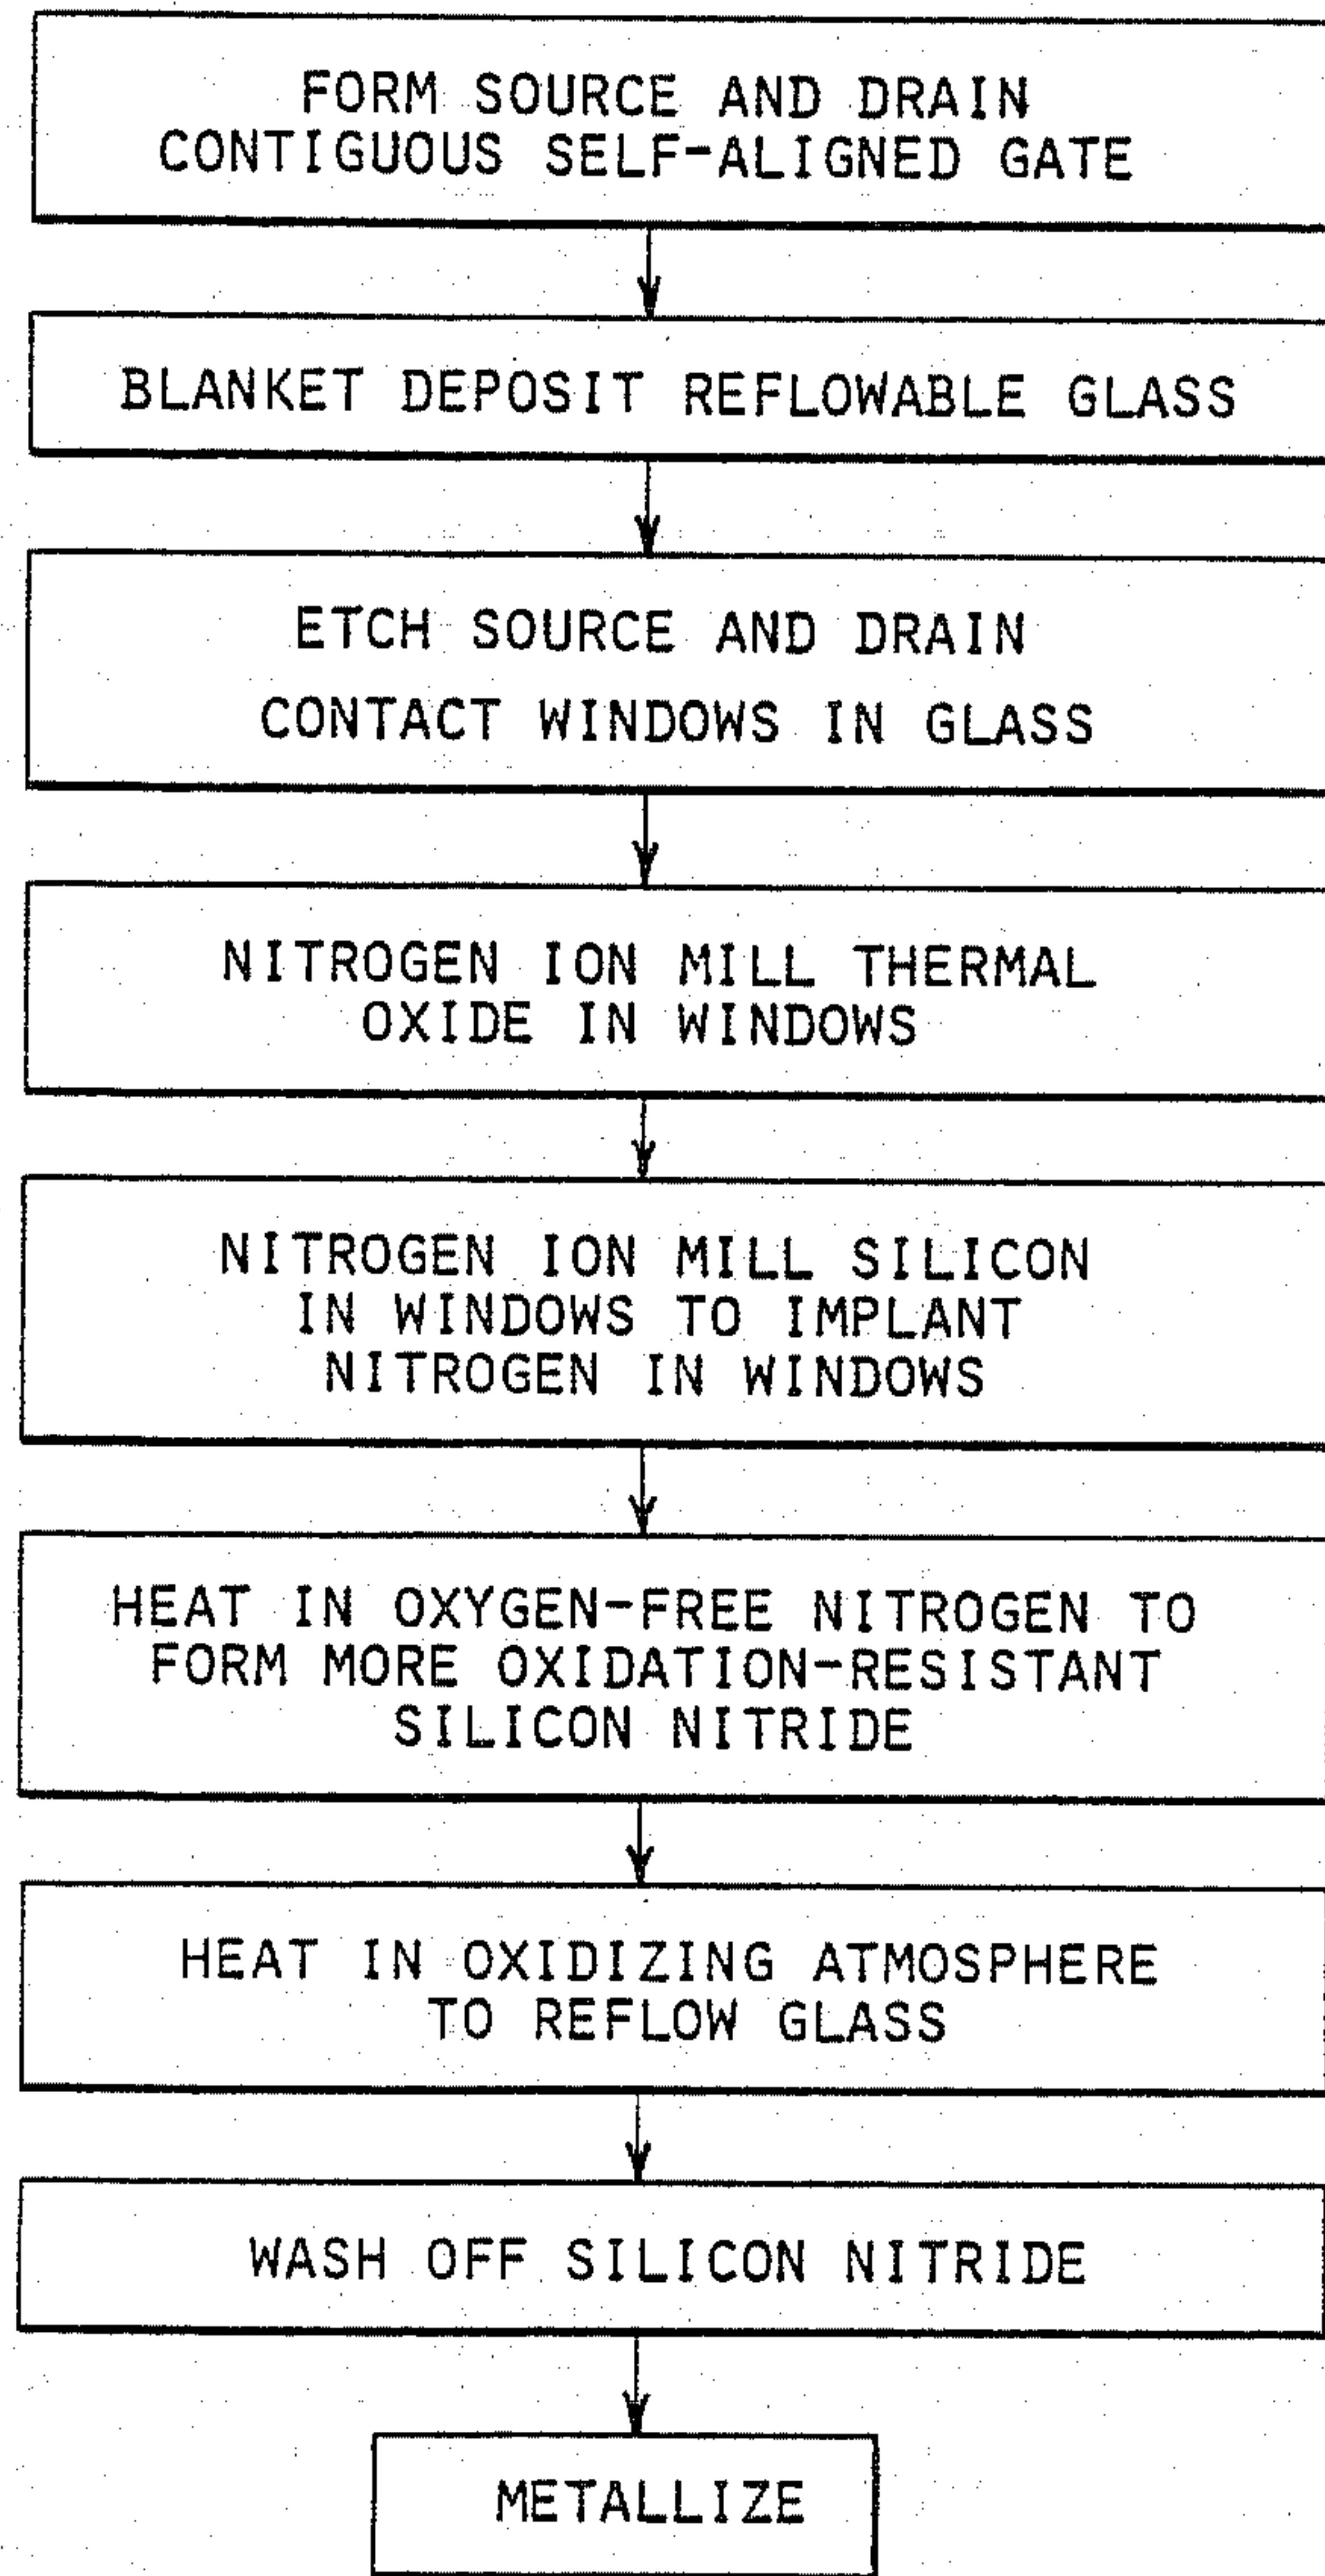 FORM SOURCE AND DRAIN
CONTIGUOUS SELF-ALIGNED GATE
BLANKET DEPOSIT REFLOWABLE GLASS
ETCH SOURCE AND DRAIN
CONTACT WINDOWS IN GLASS
NITROGEN ION MILL THERMAL
OXIDE IN WINDOWS
NITROGEN ION MILL SILICON
IN WINDOWS TO IMPLANT
NITROGEN IN WINDOWS
HEAT IN OXYGEN-FREE NITROGEN TO
FORM MORE OXIDATION-RESISTANT
SILICON NITRIDE
HEAT IN OXIDIZING ATMOSPHERE
TO REFLOW GLASS
WASH OFF SILICON NITRIDE
METALLIZE